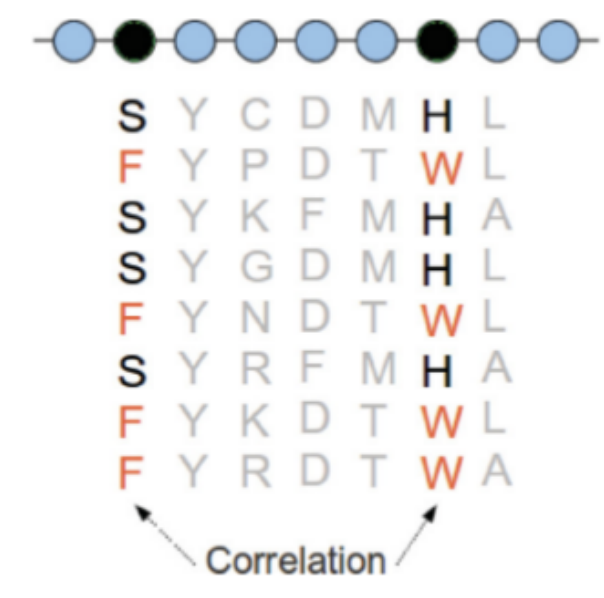 S Y C D M H L
F Y P D T W L
S Y K F M H A
S Y G D M H L
F Y N D T W L
S Y R F M H A
F Y K D T W L
F Y R D T W A
Correlation